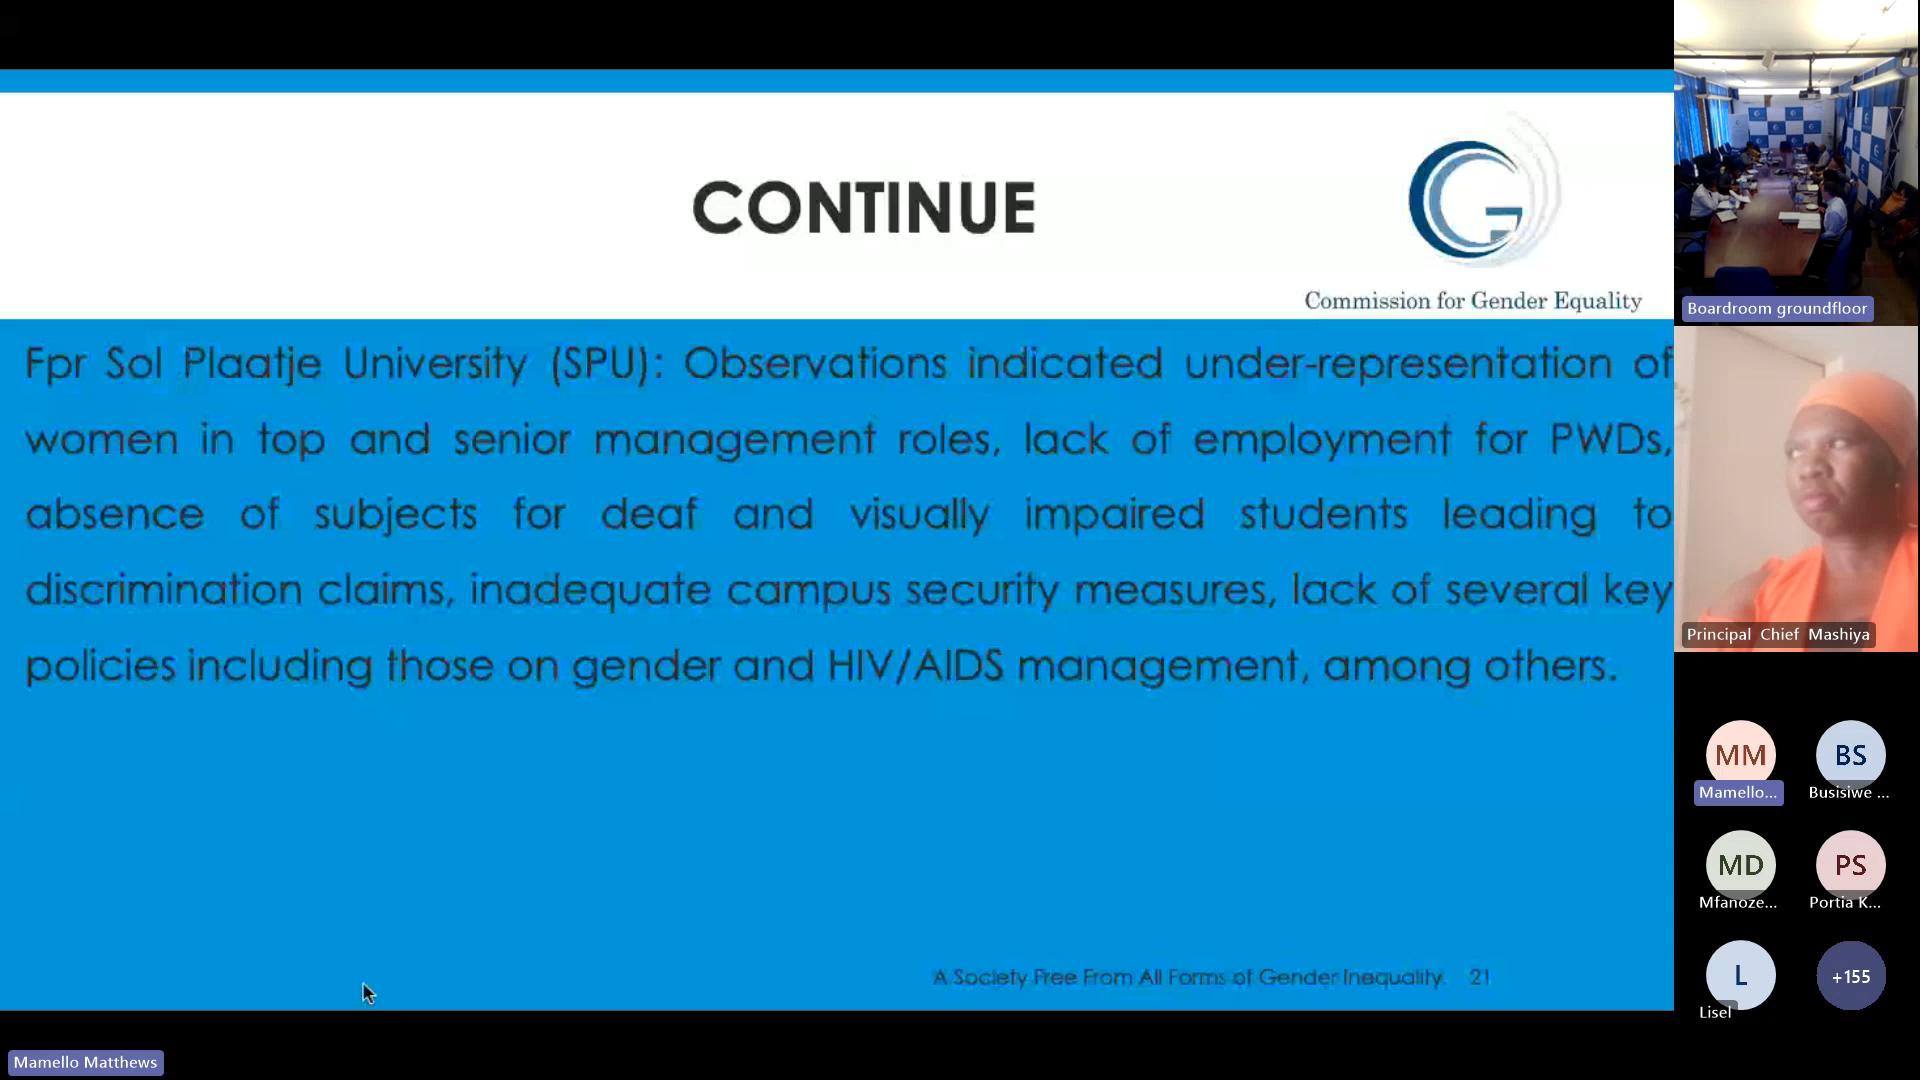 CONTINUE
Commission for Gender Equality
Fpr Sol Plaatje University (SPU): Observations indicated under-representation of
women in top and senior management roles, lack of employment for PWDs,
absence of subjects for deaf and visually impaired students leading to
discrimination claims, inadequate campus security measures, lack of several key
policies including those on gender and HIV/AIDS management, among others.
A Society Free From All Forms of Gender Inequality. 21
Mamello Matthews
Boardroom groundfloor
Principal Chief Mashiya
MM
Mamello...
BS
Busisiwe ...
MD
Mfanoze...
PS
Portia K...
L
Lisel
+155